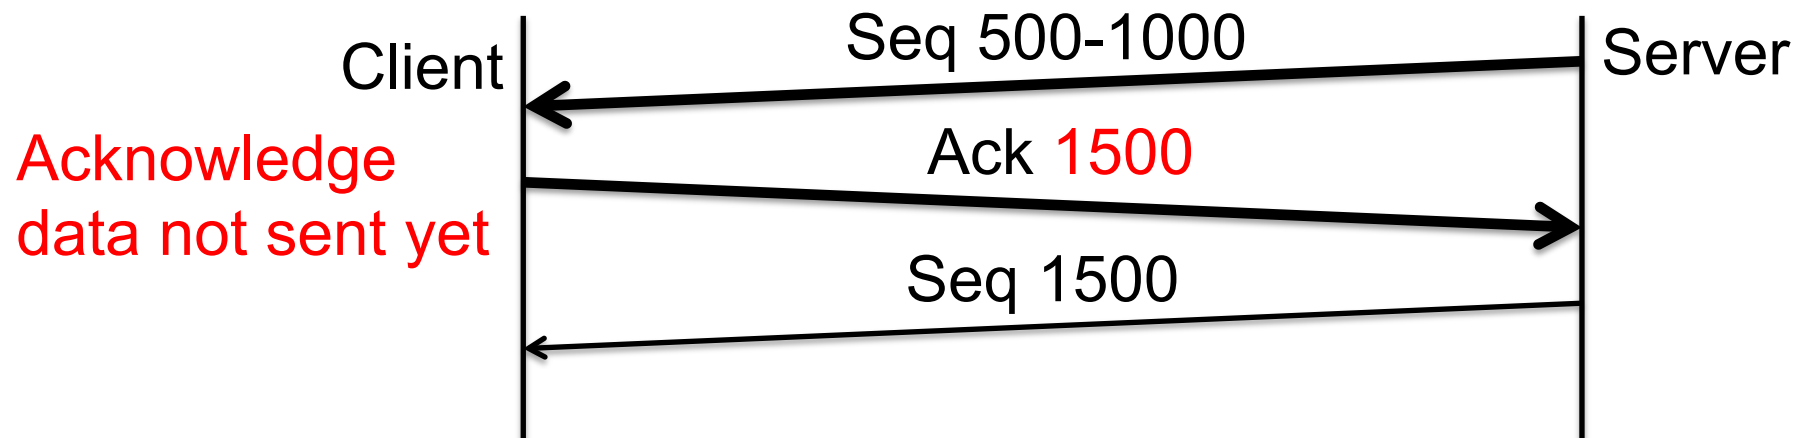 Client
Seq 500-1000
Server
Acknowledge
data not sent yet
Ack 1500
Seq 1500